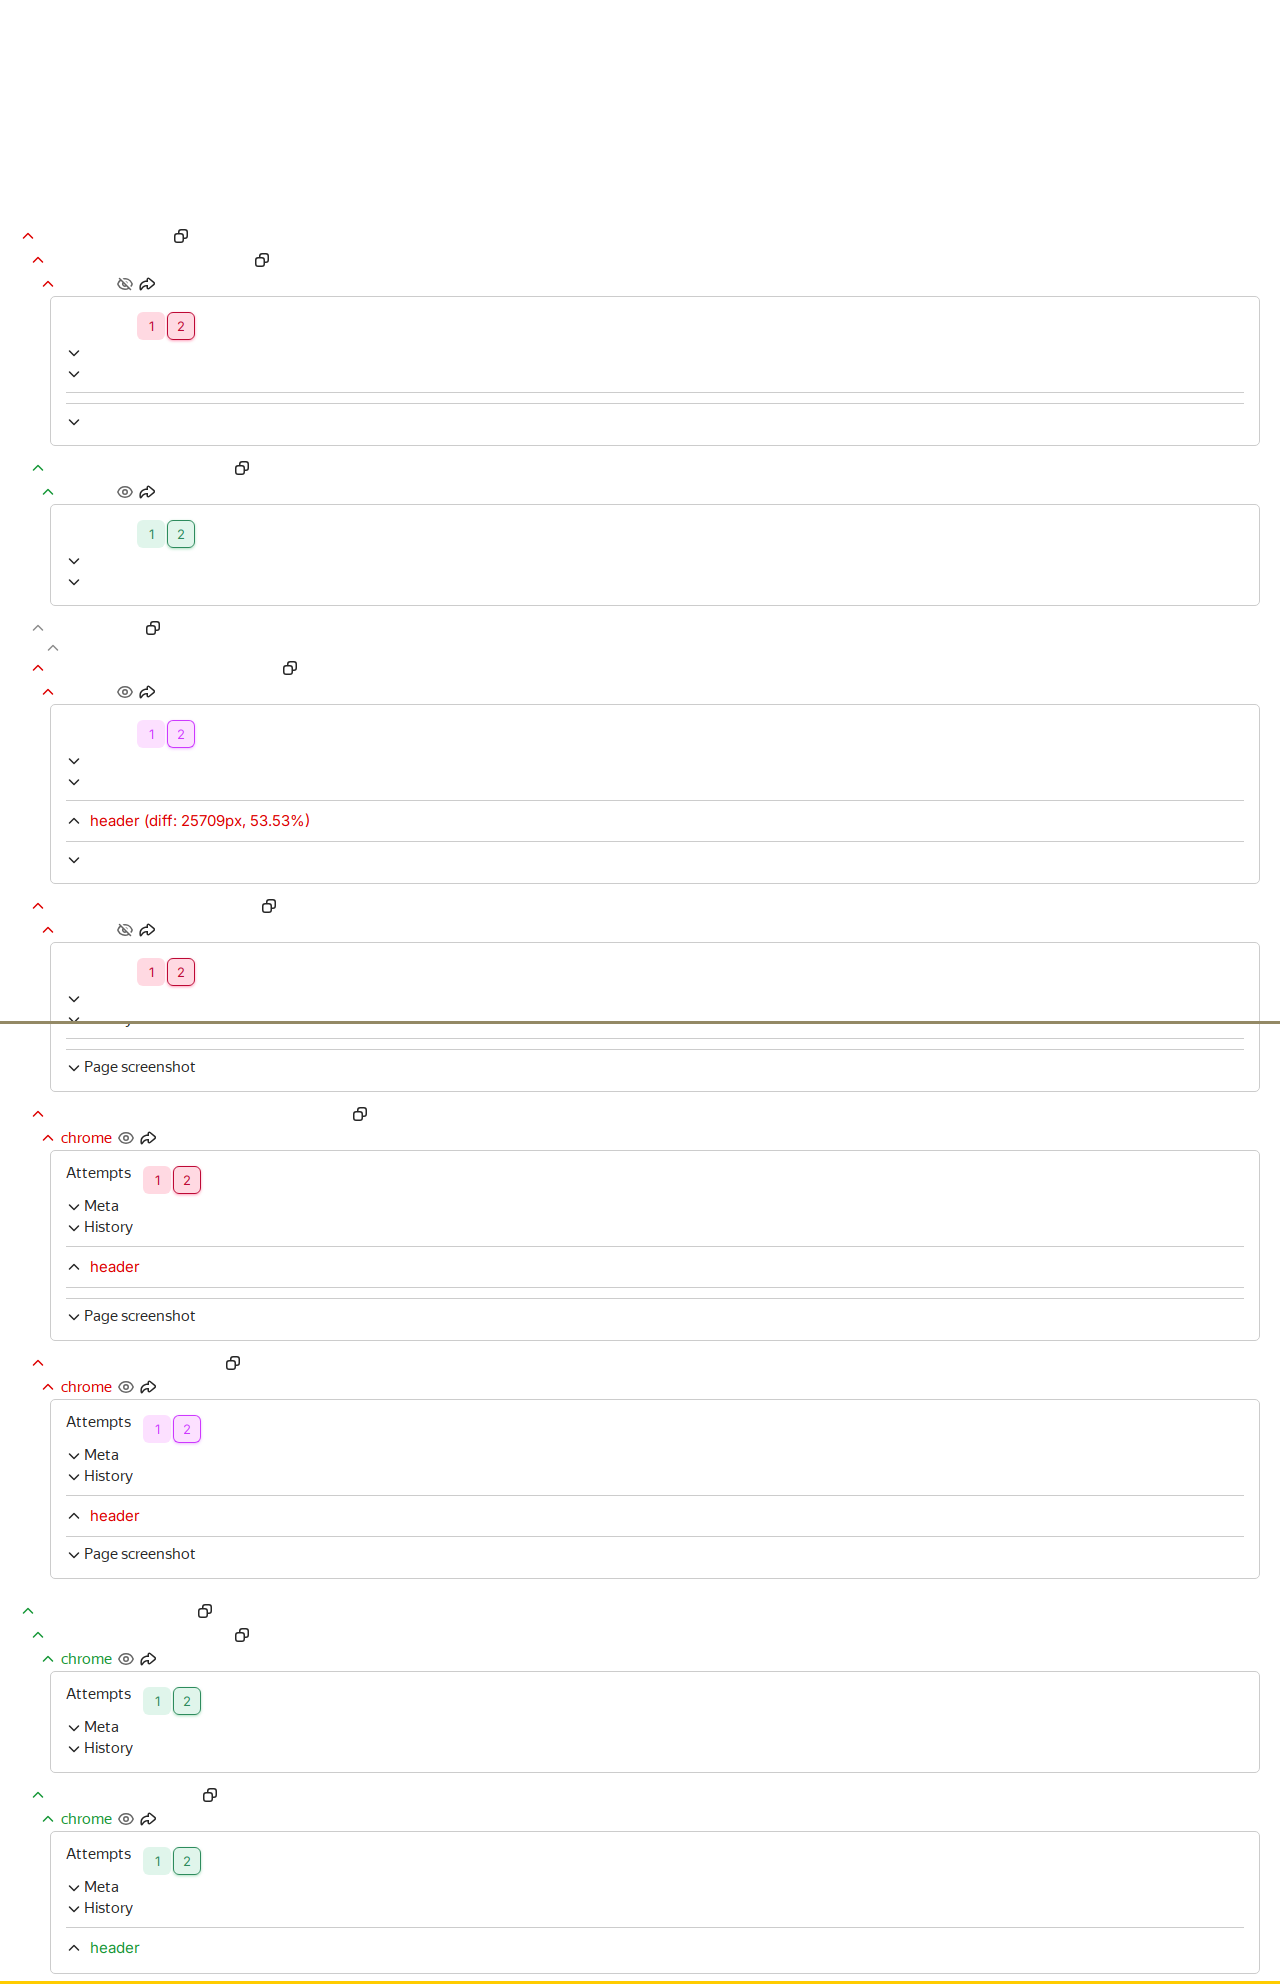 1 2
1 2
1 2
header (diff: 25709px, 53.53%)
1 2
Page screenshot
chrome
Attempts 1 2
Meta
History
header
Page screenshot
chrome
Attempts 1 2
Meta
History
header
Page screenshot
chrome
Attempts 1 2
Meta
History
chrome
Attempts 1 2
Meta
History
header